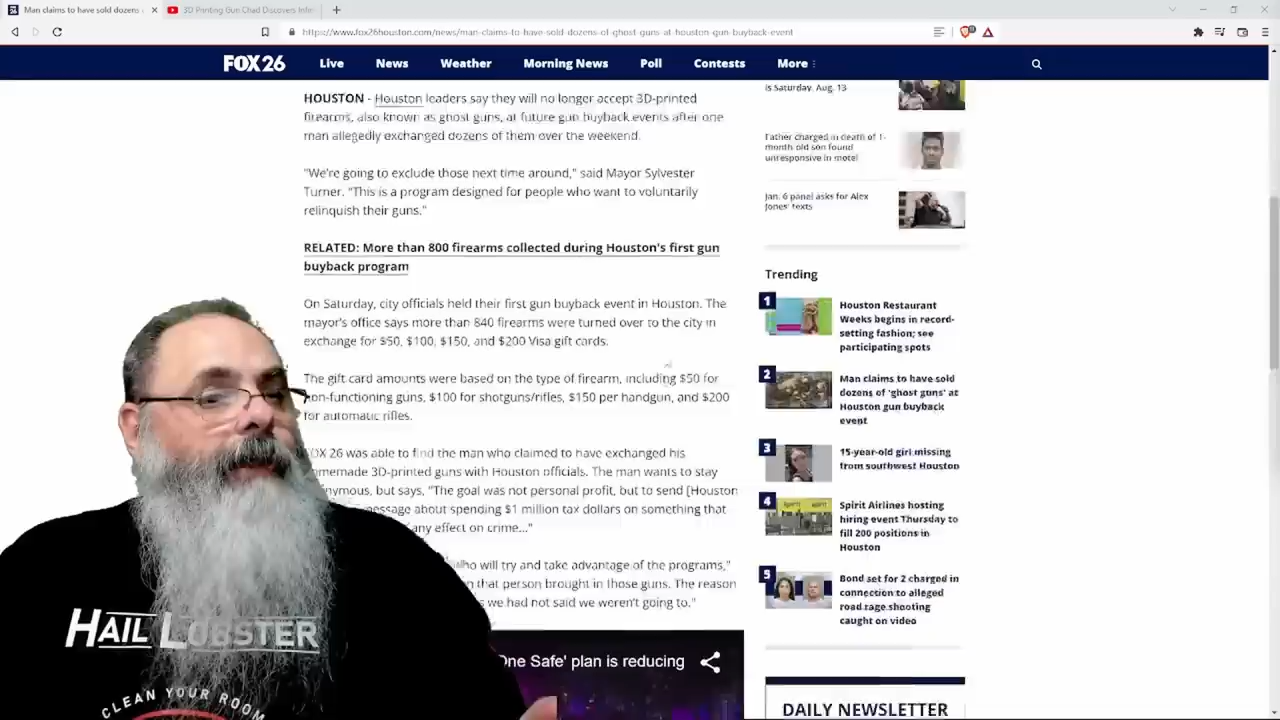 Man claims to have sold dozens
3D Printing Gun Chad Discovers Infi
https://www.fox26houston.com/news/man-claims-to-have-sold-dozens-of-ghost-guns-at-houston-gun-buyback-event
FOX 26
Live
News
Weather
Morning News
Poll
Contests
More
HOUSTON - Houston leaders say they will no longer accept 3D-printed
firearms, also known as ghost guns, at future gun buyback events after one
man allegedly exchanged dozens of them over the weekend.
"We're going to exclude those next time around," said Mayor Sylvester
Turner. "This is a program designed for people who want to voluntarily
relinquish their guns."
RELATED: More than 800 firearms collected during Houston's first gun
buyback program
On Saturday, city officials held their first gun buyback event in Houston. The
mayor's office says more than 840 firearms were turned over to the city in
exchange for $50, $100, $150, and $200 Visa gift cards.
The gift card amounts were based on the type of firearm, including $50 for
non-functioning guns, $100 for shotguns/rifles, $150 per handgun, and $200
for automatic rifles.
FOX 26 was able to find the man who claimed to have exchanged his
homemade 3D-printed guns with Houston officials. The man wants to stay
anonymous, but says, "The goal was not personal profit, but to send [Houston
message about spending $1 million tax dollars on something that
any effect on crime..."
who will try and take advantage of the programs,"
that person brought in those guns. The reason
we had not said we weren't going to."
One Safe' plan is reducing
is Saturday, Aug. 13
Father charged in death of 1-
month old son found
unresponsive in motel
Jan. 6 panel asks for Alex
Jones' texts
Trending
1
Houston Restaurant
Weeks begins in record-
setting fashion; see
participating spots
2
Man claims to have sold
dozens of 'ghost guns' at
Houston gun buyback
event
3
15-year-old girl missing
from southwest Houston
4
Spirit Airlines hosting
hiring event Thursday to
fill 200 positions in
Houston
5
Bond set for 2 charged in
connection to alleged
road rage shooting
caught on video
DAILY NEWSLETTER
HAIL LOBSTER
CLEAN YOUR ROOM